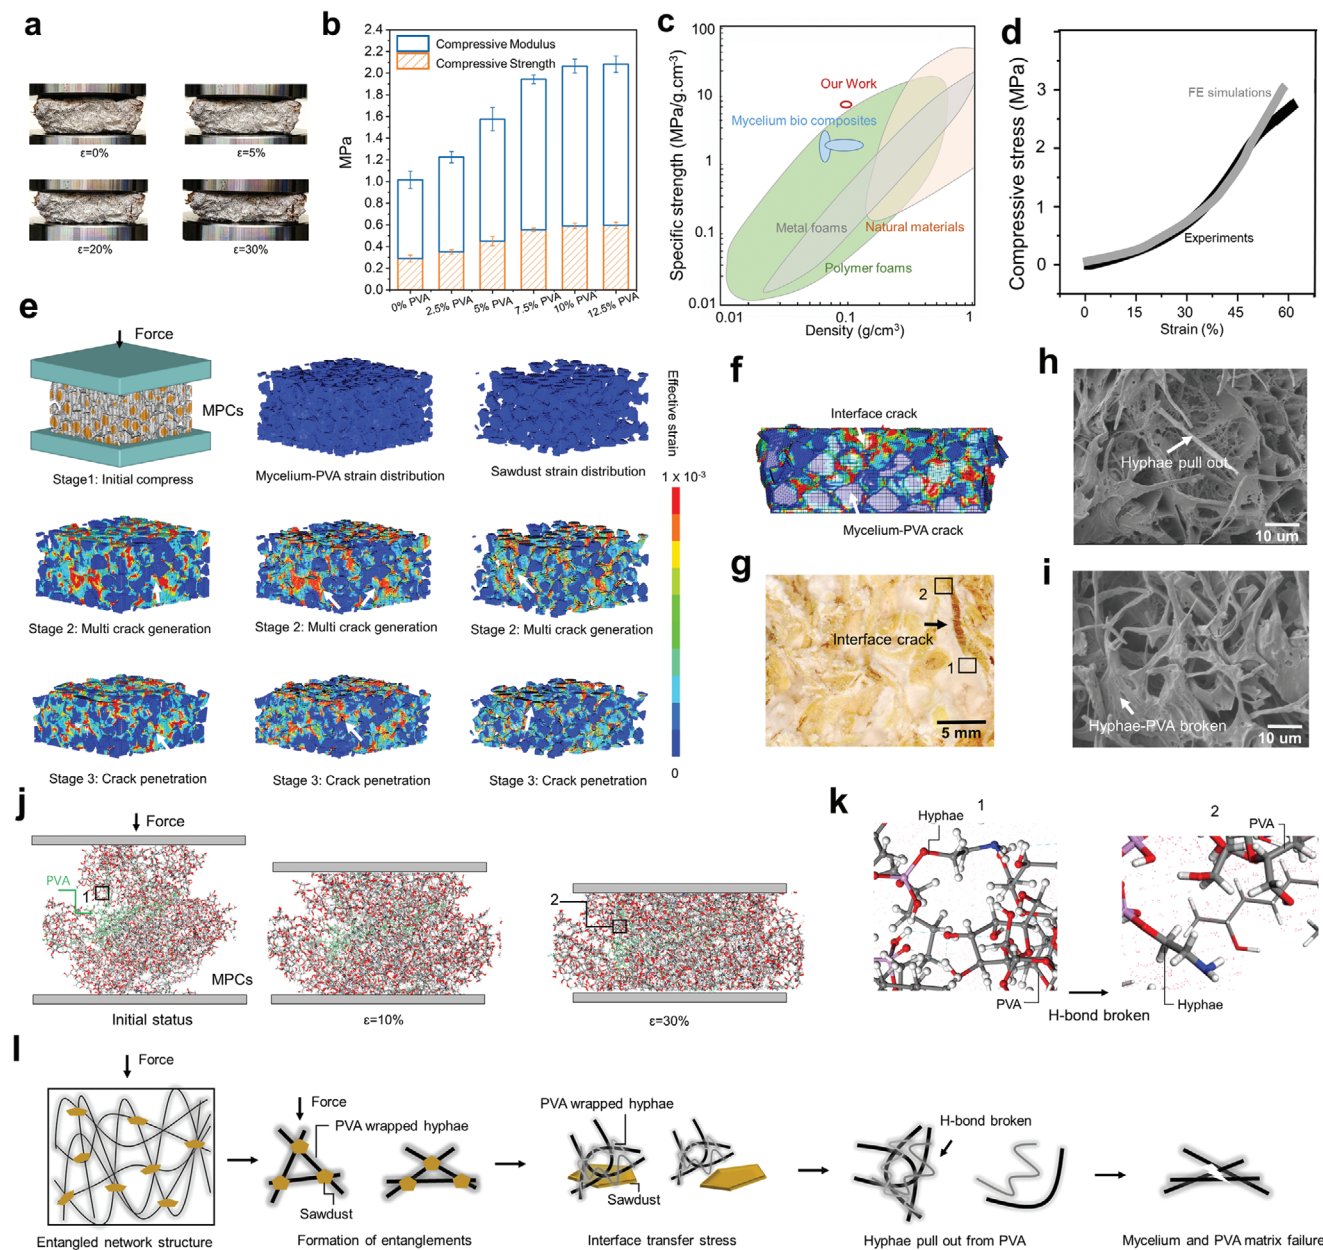 a
ε=0%
ε=5%
ε=20%
ε=30%
b
MPa
2.4
2.2
2.0
1.8
1.6
1.4
1.2
1.0
0.8
0.6
0.4
0.2
0.0
Compressive Modulus
Compressive Strength
0% PVA
2.5% PVA
5% PVA
7.5% PVA
10% PVA
12.5% PVA
c
Specific strength (MPa/g.cm⁻³)
100
10
1
0.1
0.01
Our Work
Mycelium bio composites
Metal foams
Natural materials
Polymer foams
0.01
0.10
1
Density (g/cm³)
d
Compressive stress (MPa)
3
2
1
0
FE simulations
Experiments
0
15
30
45
60
Strain (%)
e
Force
MPCs
Stage1: Initial compress
Mycelium-PVA strain distribution
Sawdust strain distribution
Effective strain
1 x 10⁻³
0
Stage 2: Multi crack generation
Stage 2: Multi crack generation
Stage 2: Multi crack generation
Stage 3: Crack penetration
Stage 3: Crack penetration
Stage 3: Crack penetration
f
Interface crack
Mycelium-PVA crack
g
2
Interface crack
1
5 mm
h
Hyphae pull out
10 um
i
Hyphae-PVA broken
10 um
j
Force
PVA
1
MPCs
Initial status
ε=10%
2
ε=30%
k
Hyphae
1
PVA
2
PVA
Hyphae
H-bond broken
l
Force
Entangled network structure
Force
PVA wrapped hyphae
Sawdust
Formation of entanglements
PVA wrapped hyphae
Sawdust
Interface transfer stress
H-bond broken
Hyphae pull out from PVA
Mycelium and PVA matrix failure